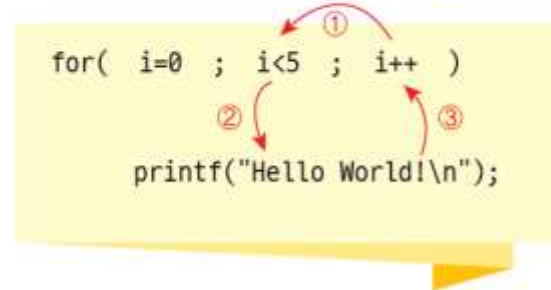 ①
for( i=0 ; i<5 ; i++ )
② ③
printf("Hello World!\n");